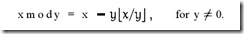 x mod y = x - y⌊x/y⌋, for y ≠ 0.